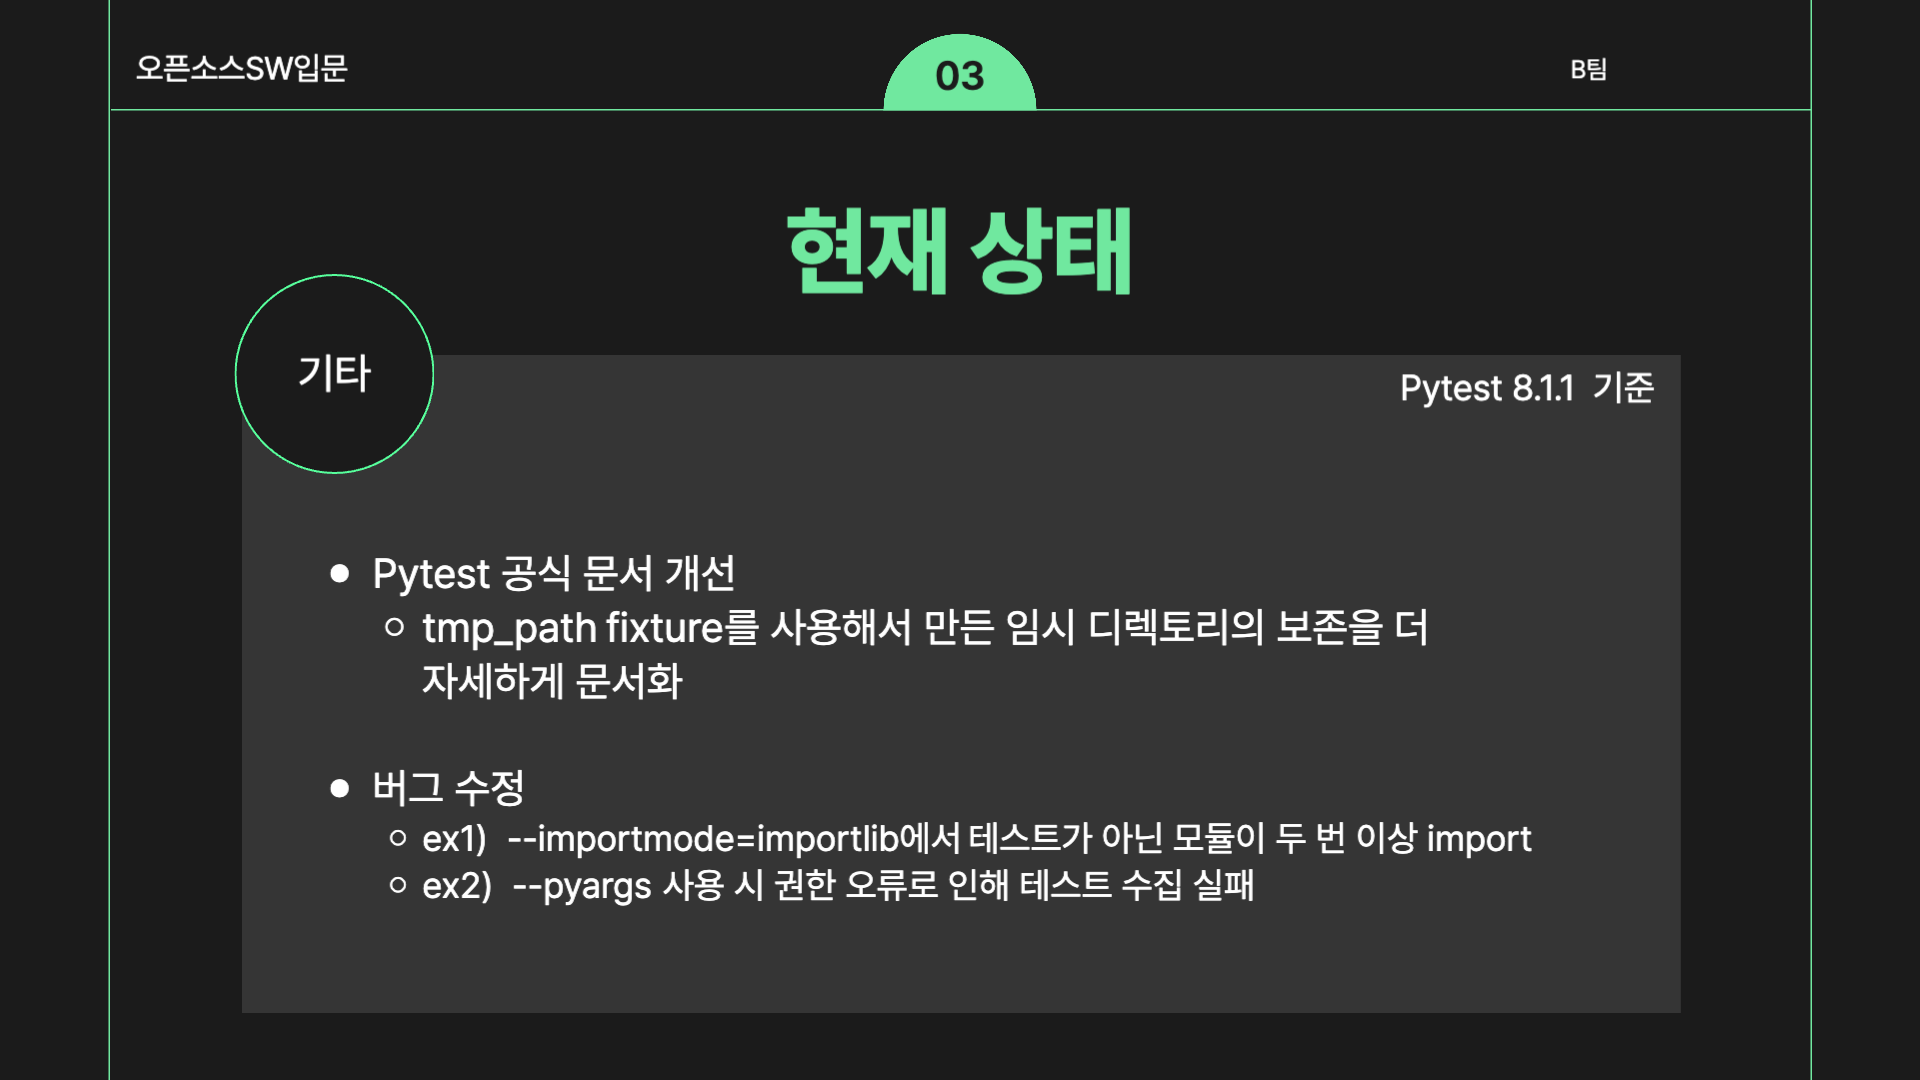 오픈소스SW입문
03
B팀
현재 상태
기타
Pytest 8.1.1 기준
● Pytest 공식 문서 개선
○ tmp_path fixture를 사용해서 만든 임시 디렉토리의 보존을 더
자세하게 문서화
● 버그 수정
○ ex1) --importmode=importlib에서 테스트가 아닌 모듈이 두 번 이상 import
○ ex2) --pyargs 사용 시 권한 오류로 인해 테스트 수집 실패